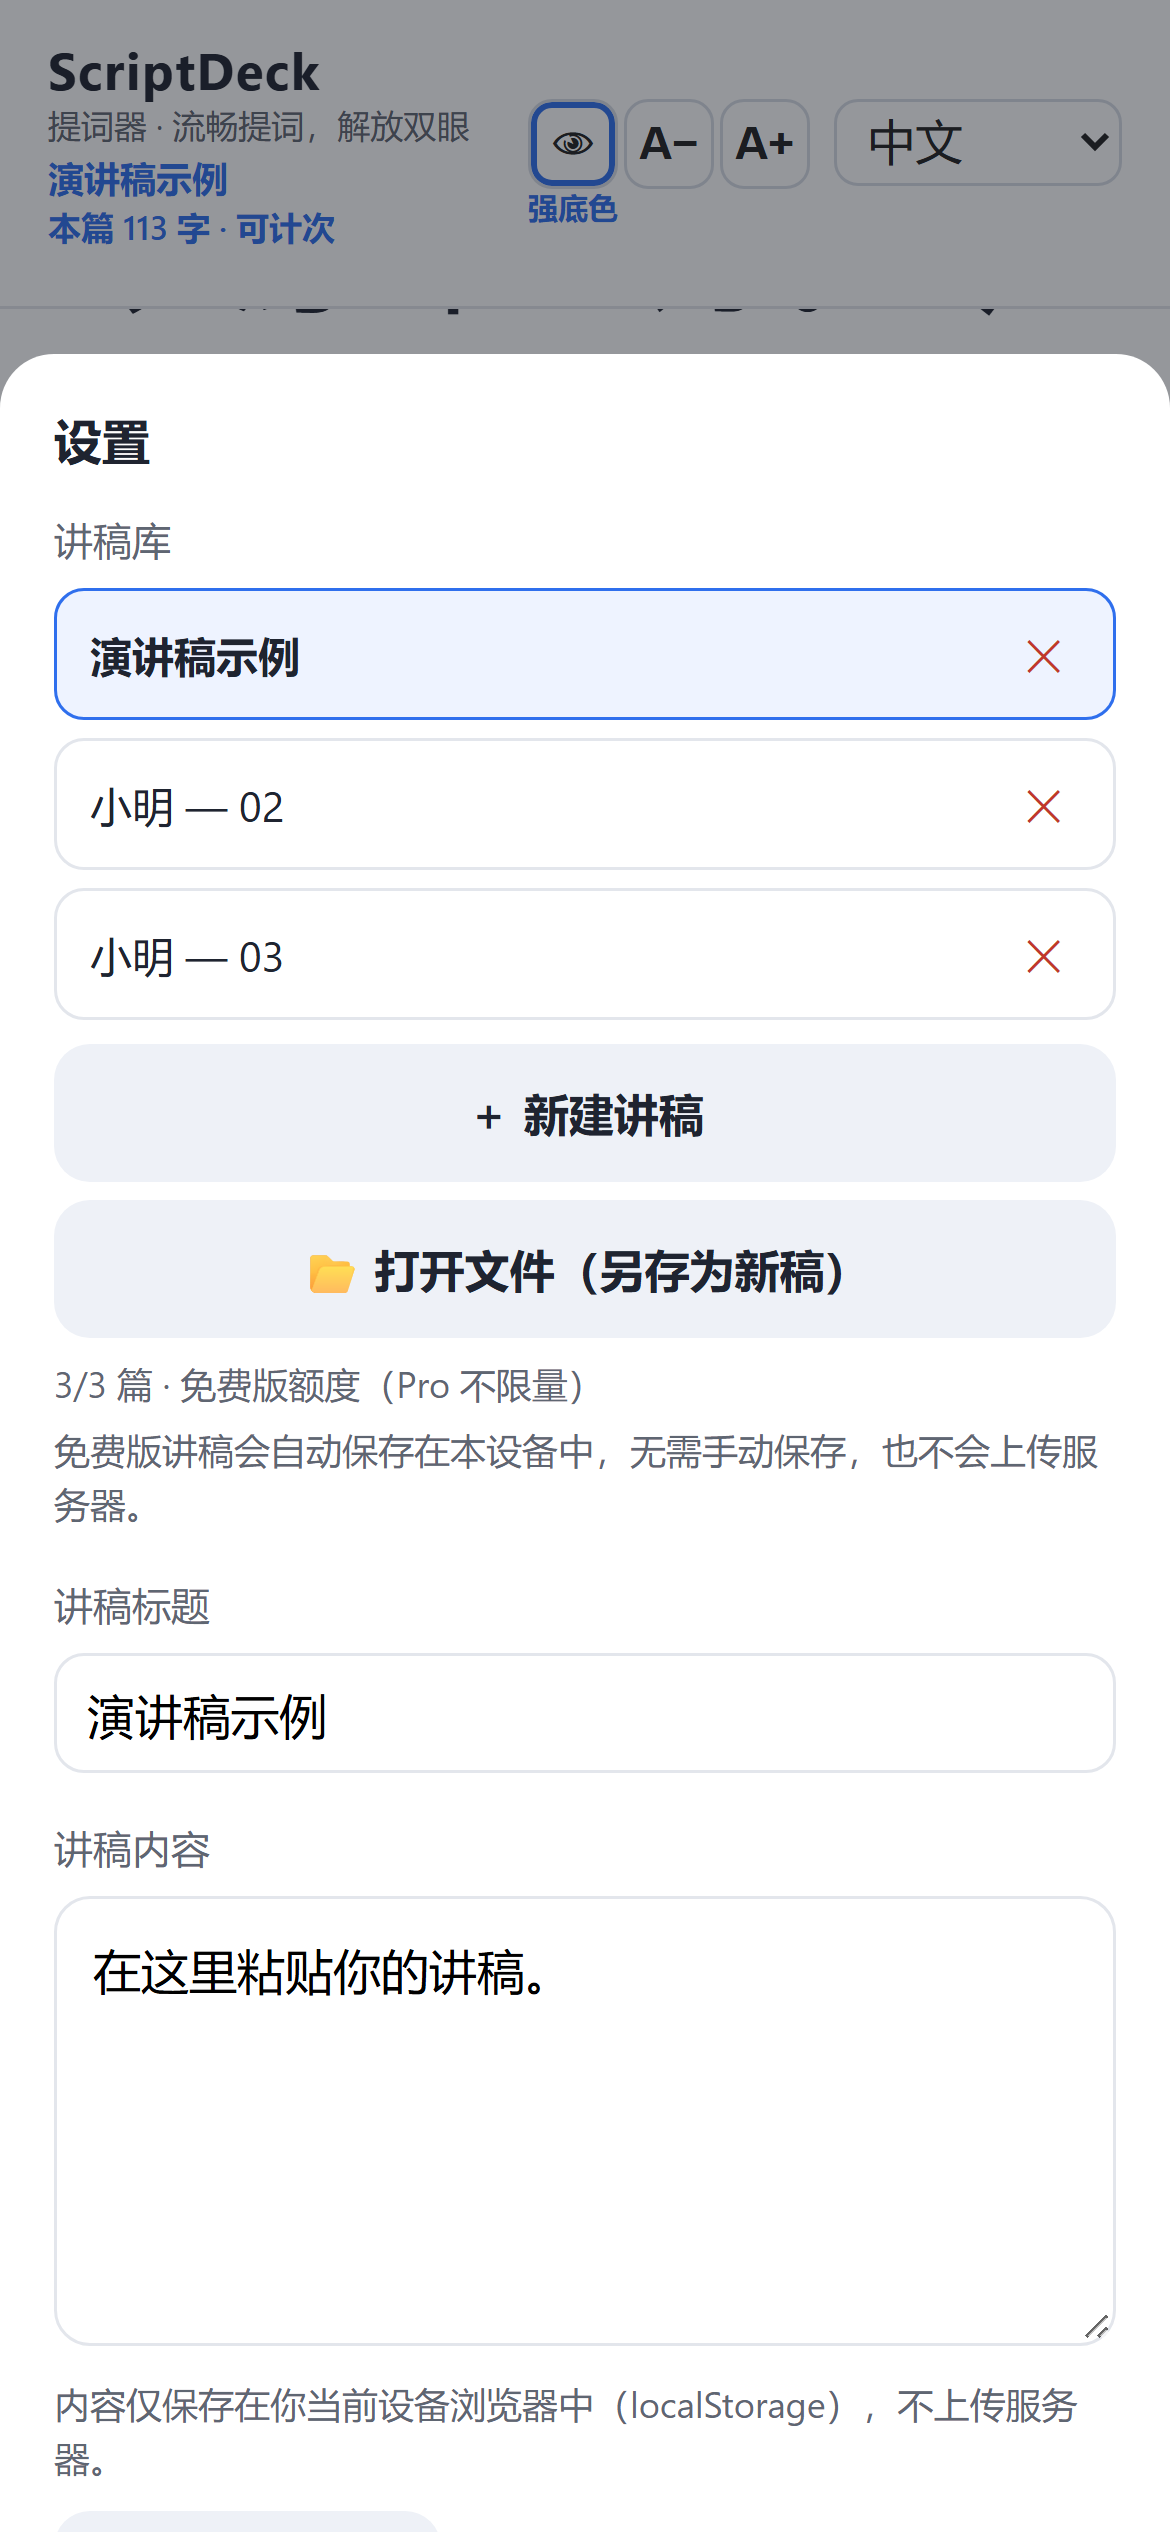 ScriptDeck
提词器 · 流畅提词，解放双眼
演讲稿示例
本篇 113 字 · 可计次
A−
A+
中文
强底色
设置
讲稿库
演讲稿示例
小明 — 02
小明 — 03
+ 新建讲稿
打开文件（另存为新稿）
3/3 篇 · 免费版额度（Pro 不限量）
免费版讲稿会自动保存在本设备中，无需手动保存，也不会上传服
务器。
讲稿标题
演讲稿示例
讲稿内容
在这里粘贴你的讲稿。
内容仅保存在你当前设备浏览器中（localStorage），不上传服务
器。